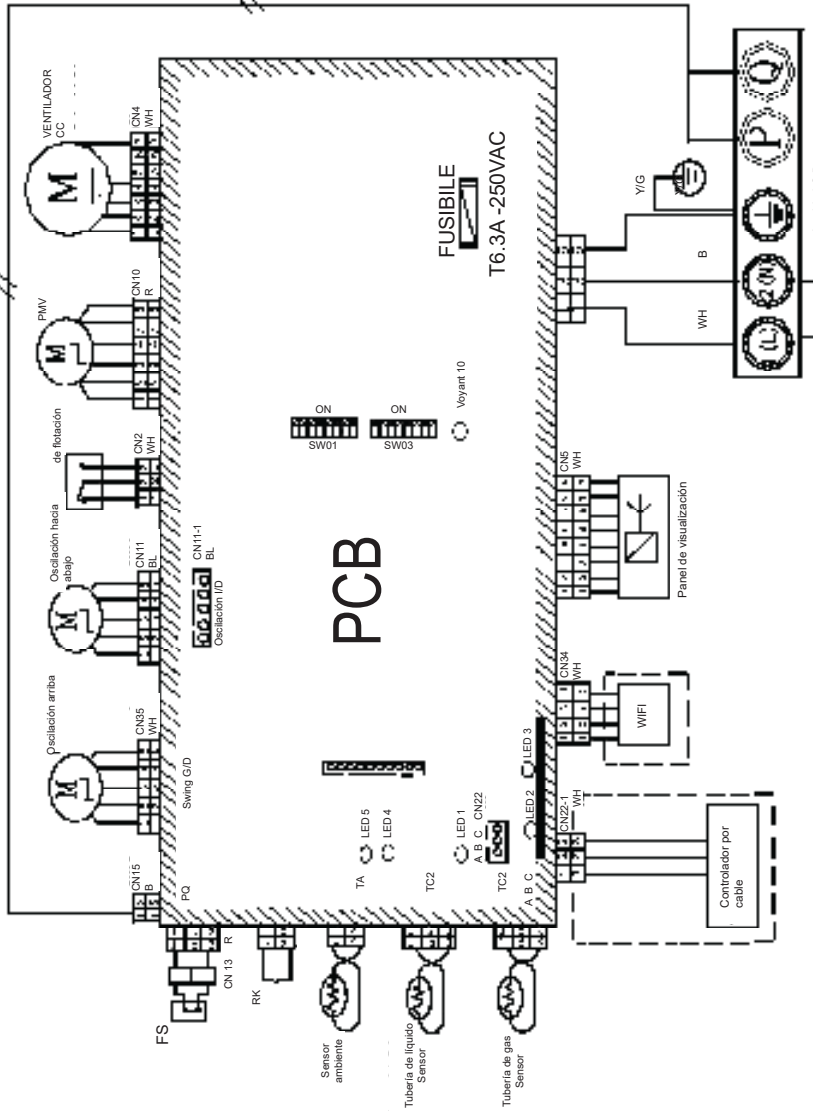 VENTILADOR
CC
CN4
WH
PMV
CN10
R
de flotación
CN2
WH
Oscilación hacia
abajo
CN11
BL
Oscilación arriba
CN35
WH
CN15
B
M
M
M
M
FUSIBILE
T6.3A -250VAC
ON
SW01
ON
SW03
Voyant 10
CN11-1
BL
Oscilación I/D
PCB
Swing G/D
PQ
LED 5
LED 4
TA
LED 1
TC2
A B C
CN22
TC2
LED 2
LED 3
A B C
R
CN 13
FS
RK
Sensor
ambiente
Tubería de líquido
Sensor
Tubería de gas
Sensor
CN22-1
WH
Controlador por
cable
CN34
WH
WIFI
CN5
WH
Panel de visualización
Y/G
B
WH
Q
P
2 (N)
(L)